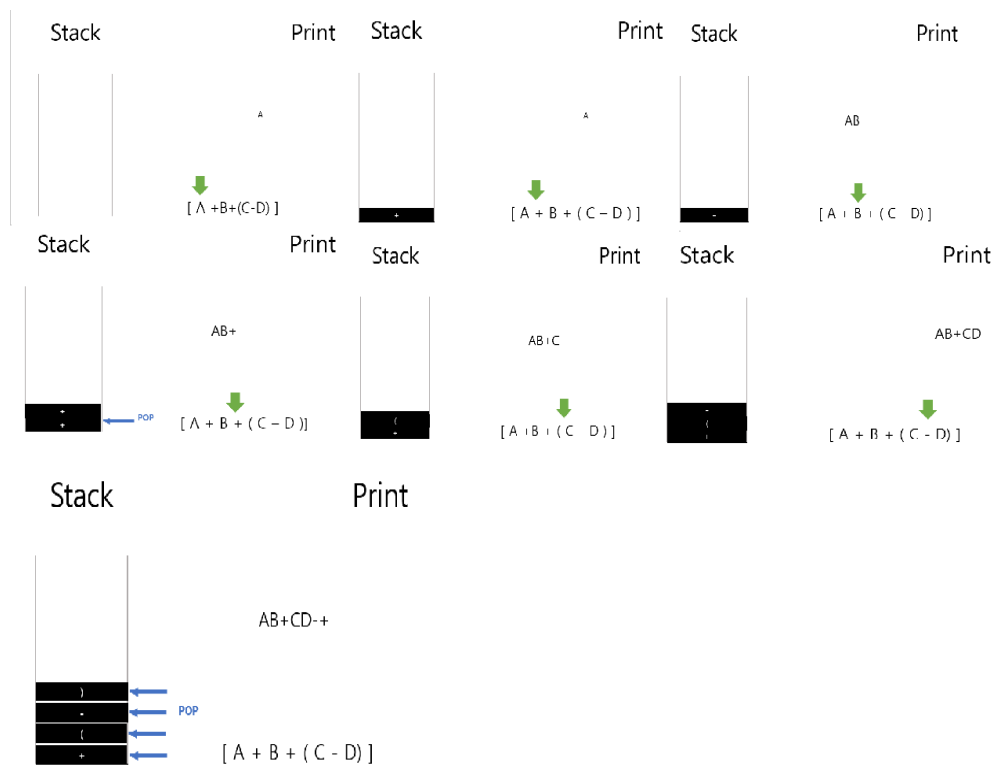 Stack Print
A
[ A +B+(C-D) ]
Stack Print
A
+
[ A + B + ( C – D ) ]
Stack Print
AB
[ A + B + ( C D) ]
Stack Print
AB+
+
+ POP
[ A + B + ( C – D )]
Stack Print
AB+C
(
[ A +B + ( C D ) ]
Stack Print
AB+CD
-
(
[ A + B + ( C - D) ]
Stack Print
AB+CD-+
)
- POP
(
+
[ A + B + ( C - D) ]